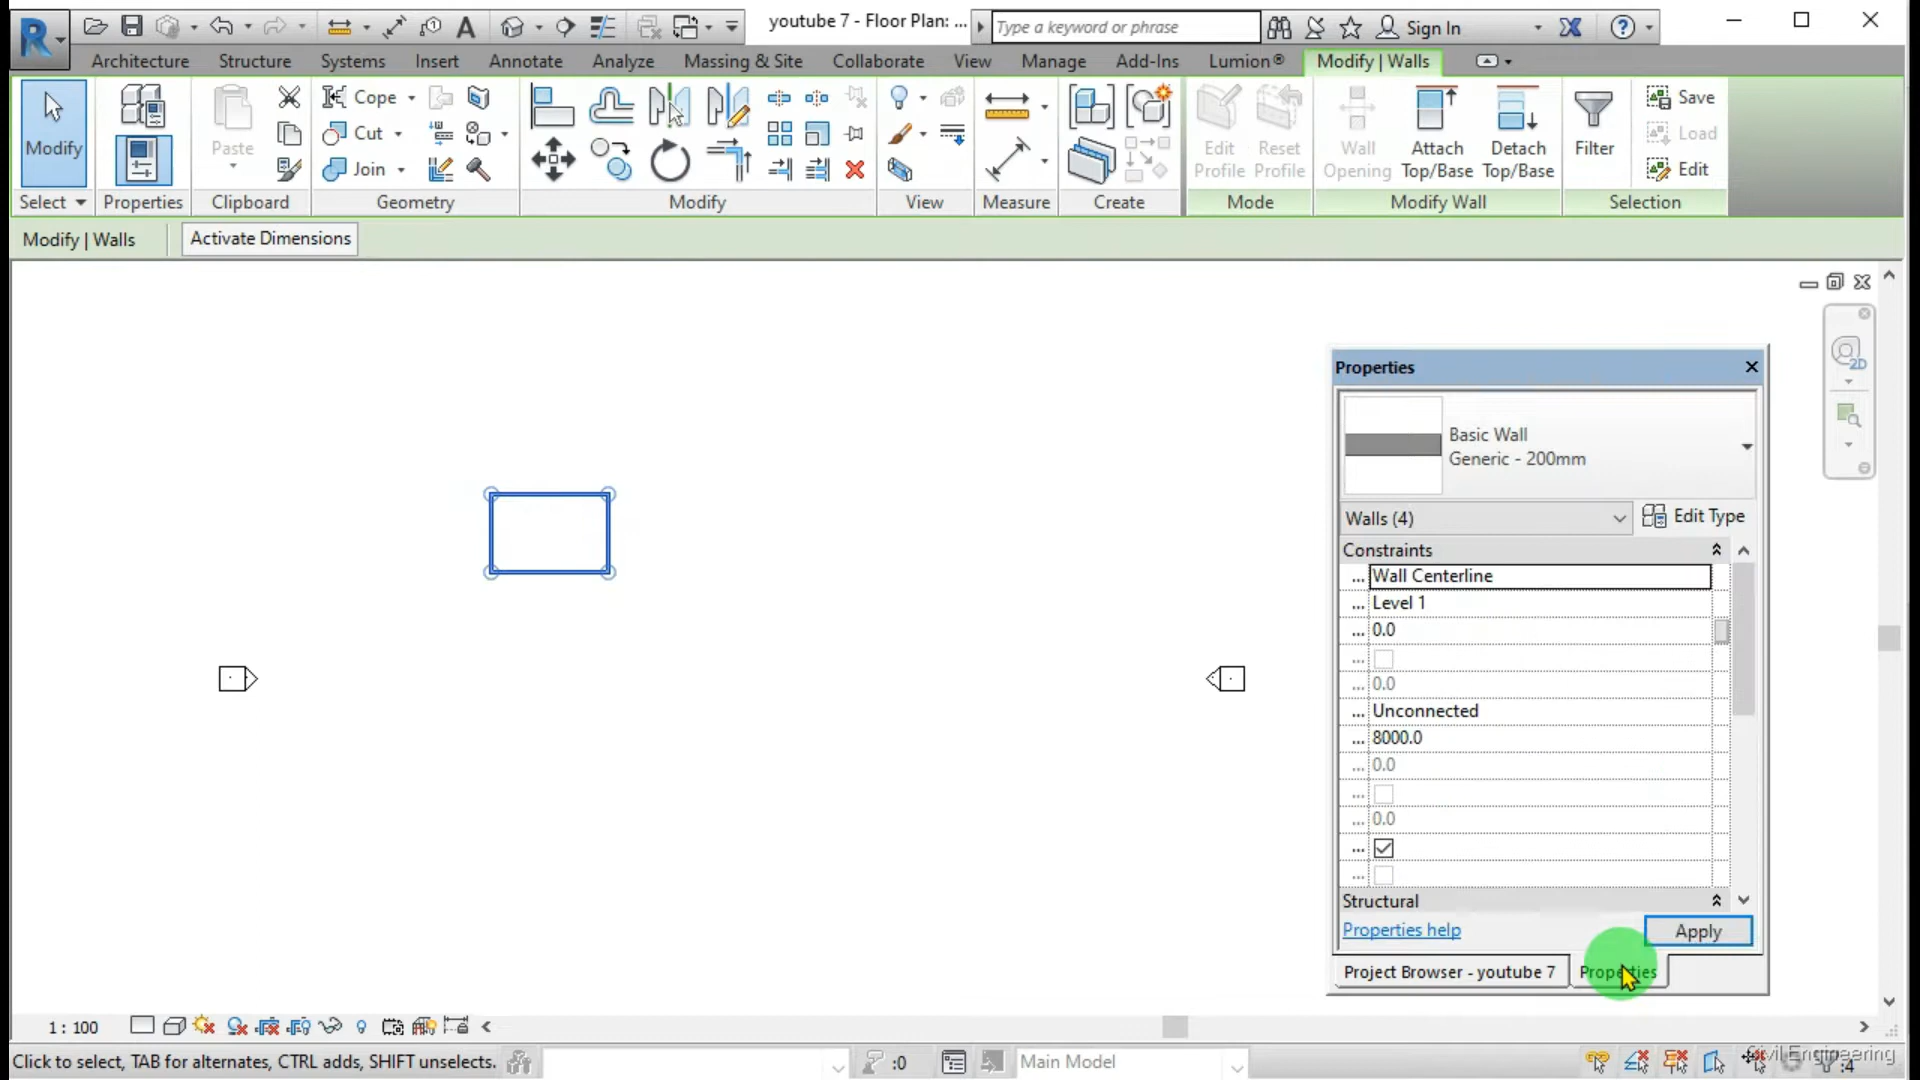 R
youtube 7 - Floor Plan: ...
Type a keyword or phrase
Sign In
Architecture
Structure
Systems
Insert
Annotate
Analyze
Massing & Site
Collaborate
View
Manage
Add-Ins
Lumion®
Modify | Walls
Modify
Paste
Cope
Cut
Join
Edit Profile
Reset Profile
Wall Opening
Attach Top/Base
Detach Top/Base
Filter
Save
Load
Edit
Select
Properties
Clipboard
Geometry
Modify
View
Measure
Create
Mode
Modify Wall
Selection
Modify | Walls
Activate Dimensions
2D
Properties
Basic Wall
Generic - 200mm
Walls (4)
Edit Type
Constraints
... Wall Centerline
... Level 1
... 0.0
...
... 0.0
... Unconnected
... 8000.0
... 0.0
...
... 0.0
...
...
Structural
Properties help
Apply
Project Browser - youtube 7
Properties
1 : 100
Click to select, TAB for alternates, CTRL adds, SHIFT unselects.
:0
Main Model
Civil Engineering
:4